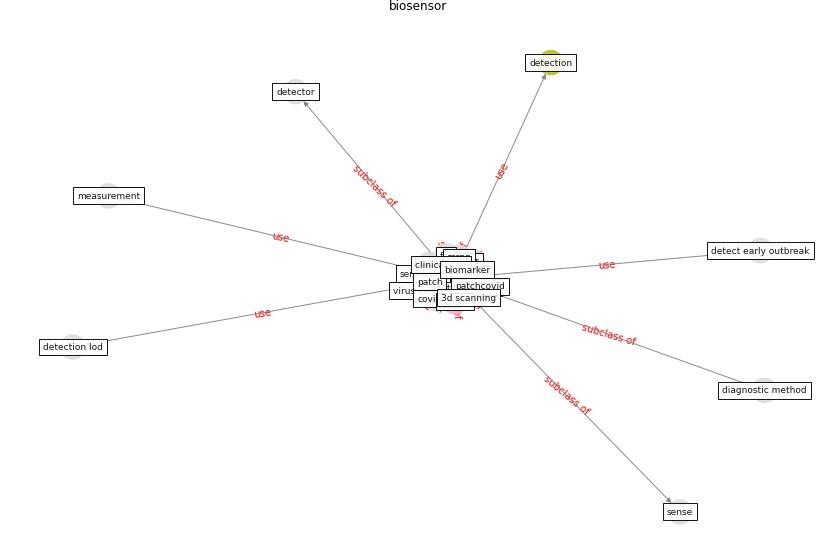 biosensor
detection
detector
use
subclass of
measurement
use
detect early outbreak
use
clinic
biomarker
patch
patchcovid
virus
covi
3d scanning
use
detection lod
subclass of
diagnostic method
subclass of
sense